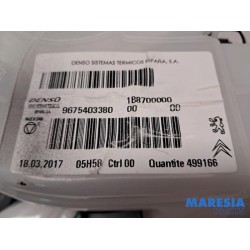 DENSO SISTEMAS TERMICOS ESPAÑA, S.A.
DENSO 1B8700000
9675403380 00 00
18.03.2017 05H58 Ctrl 00 Quantite 499166
MARESIA